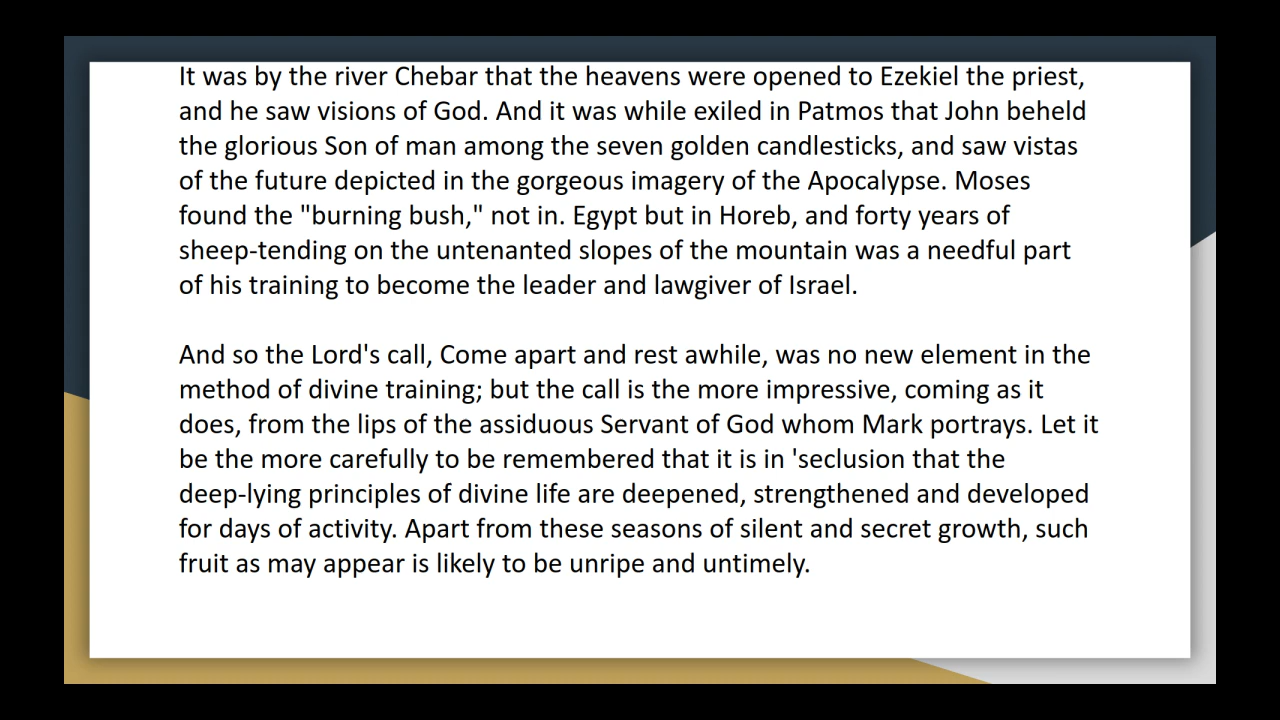 It was by the river Chebar that the heavens were opened to Ezekiel the priest,
and he saw visions of God. And it was while exiled in Patmos that John beheld
the glorious Son of man among the seven golden candlesticks, and saw vistas
of the future depicted in the gorgeous imagery of the Apocalypse. Moses
found the "burning bush," not in. Egypt but in Horeb, and forty years of
sheep-tending on the untenanted slopes of the mountain was a needful part
of his training to become the leader and lawgiver of Israel.
And so the Lord's call, Come apart and rest awhile, was no new element in the
method of divine training; but the call is the more impressive, coming as it
does, from the lips of the assiduous Servant of God whom Mark portrays. Let it
be the more carefully to be remembered that it is in 'seclusion that the
deep-lying principles of divine life are deepened, strengthened and developed
for days of activity. Apart from these seasons of silent and secret growth, such
fruit as may appear is likely to be unripe and untimely.